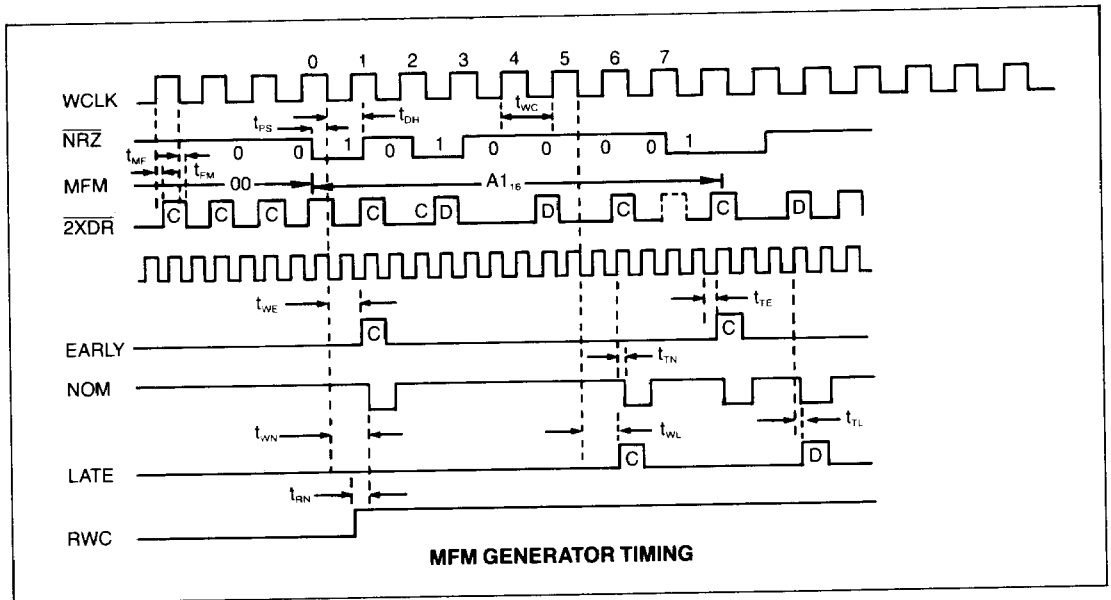 0 1 2 3 4 5 6 7
WCLK
tWC
tPS
tDH
NRZ
0 0 1 0 1 0 0 0 0 1
tMF
tFM
MFM
00
A1₁₆
C C C C C D D C C D
2XDR
tWE
tTE
C C
EARLY
tTN
NOM
tWN
tWL
tTL
C D
LATE
tRN
RWC
MFM GENERATOR TIMING